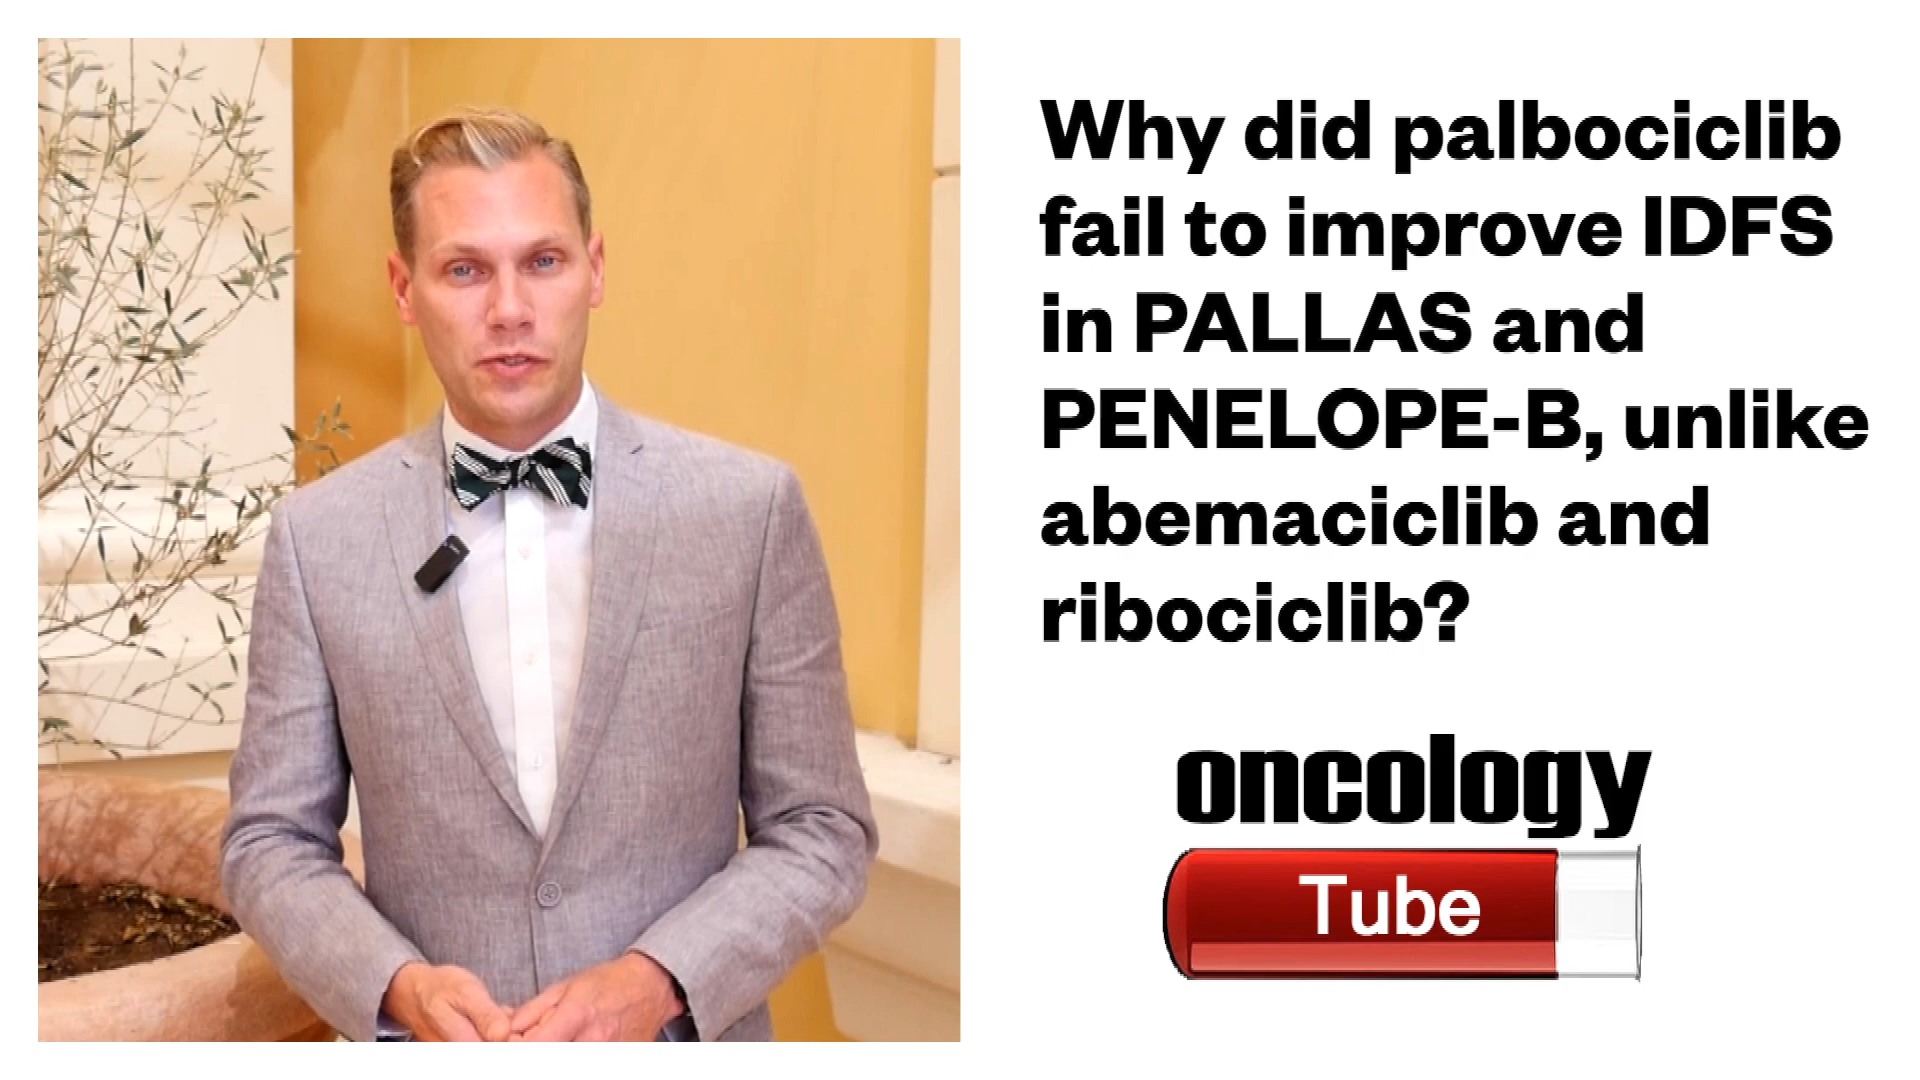 Why did palbociclib
fail to improve IDFS
in PALLAS and
PENELOPE-B, unlike
abemaciclib and
ribociclib?
oncology
Tube